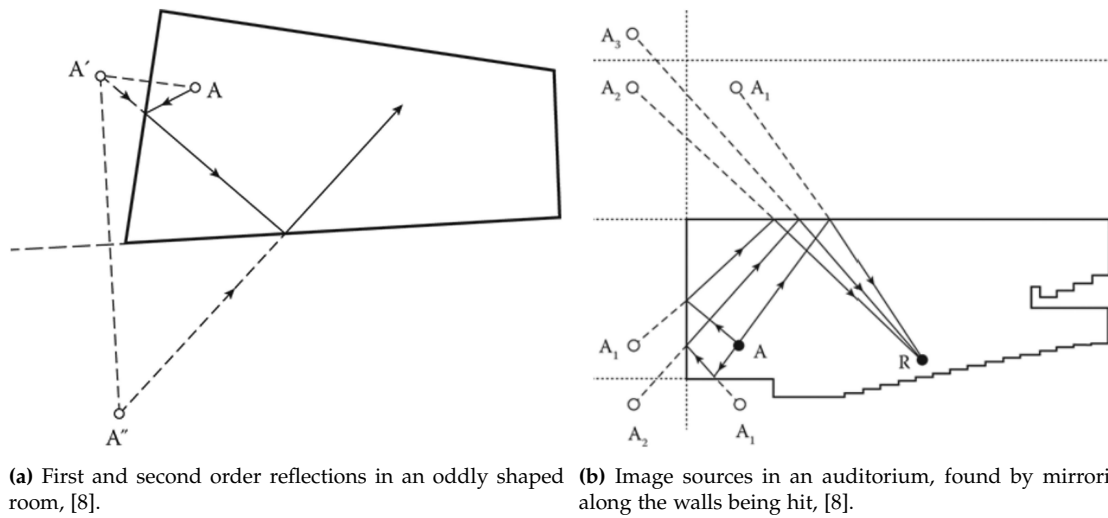 A′
A
A″
A₃
A₂
A₁
A₁
A
R
A₂
A₁
(a) First and second order reflections in an oddly shaped
room, [8].
(b) Image sources in an auditorium, found by mirrori
along the walls being hit, [8].